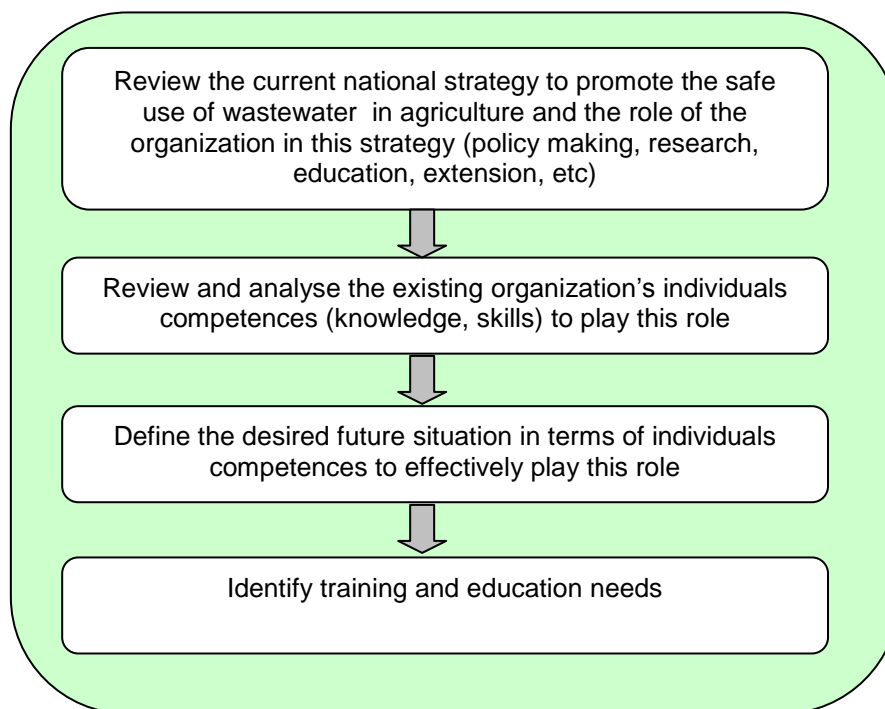 Review the current national strategy to promote the safe
use of wastewater in agriculture and the role of the
organization in this strategy (policy making, research,
education, extension, etc)
Review and analyse the existing organization’s individuals
competences (knowledge, skills) to play this role
Define the desired future situation in terms of individuals
competences to effectively play this role
Identify training and education needs